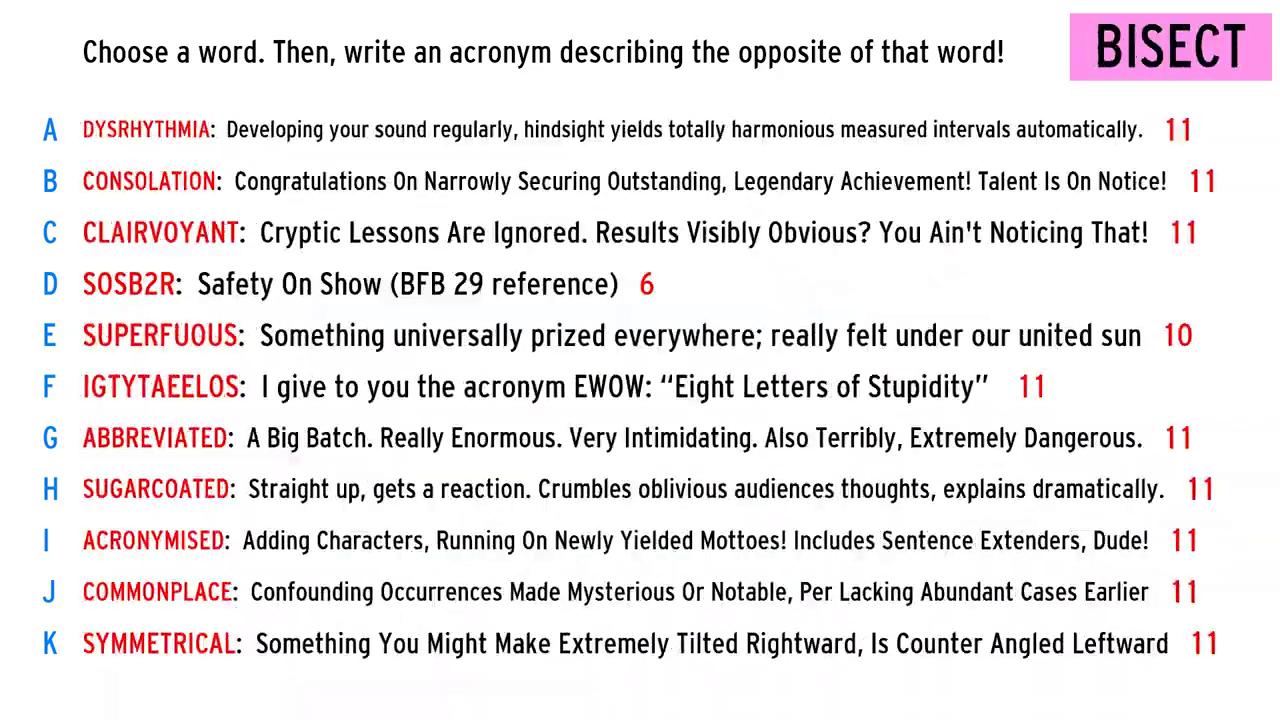 Choose a word. Then, write an acronym describing the opposite of that word!
BISECT
A DYSRHYTHMIA: Developing your sound regularly, hindsight yields totally harmonious measured intervals automatically. 11
B CONSOLATION: Congratulations On Narrowly Securing Outstanding, Legendary Achievement! Talent Is On Notice! 11
C CLAIRVOYANT: Cryptic Lessons Are Ignored. Results Visibly Obvious? You Ain't Noticing That! 11
D SOSB2R: Safety On Show (BFB 29 reference) 6
E SUPERFUOUS: Something universally prized everywhere; really felt under our united sun 10
F IGTYTAEELOS: I give to you the acronym EWOW: “Eight Letters of Stupidity” 11
G ABBREVIATED: A Big Batch. Really Enormous. Very Intimidating. Also Terribly, Extremely Dangerous. 11
H SUGARCOATED: Straight up, gets a reaction. Crumbles oblivious audiences thoughts, explains dramatically. 11
I ACRONYMISED: Adding Characters, Running On Newly Yielded Mottoes! Includes Sentence Extenders, Dude! 11
J COMMONPLACE: Confounding Occurrences Made Mysterious Or Notable, Per Lacking Abundant Cases Earlier 11
K SYMMETRICAL: Something You Might Make Extremely Tilted Rightward, Is Counter Angled Leftward 11